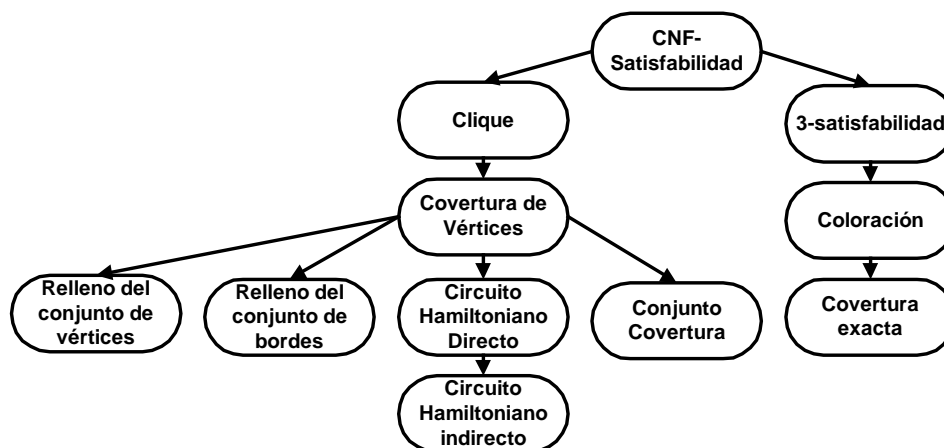 CNF-
Satisfabilidad
Clique
3-satisfabilidad
Covertura de
Vértices
Coloración
Relleno del
conjunto de
vértices
Relleno del
conjunto de
bordes
Circuito
Hamiltoniano
Directo
Conjunto
Covertura
Covertura
exacta
Circuito
Hamiltoniano
indirecto